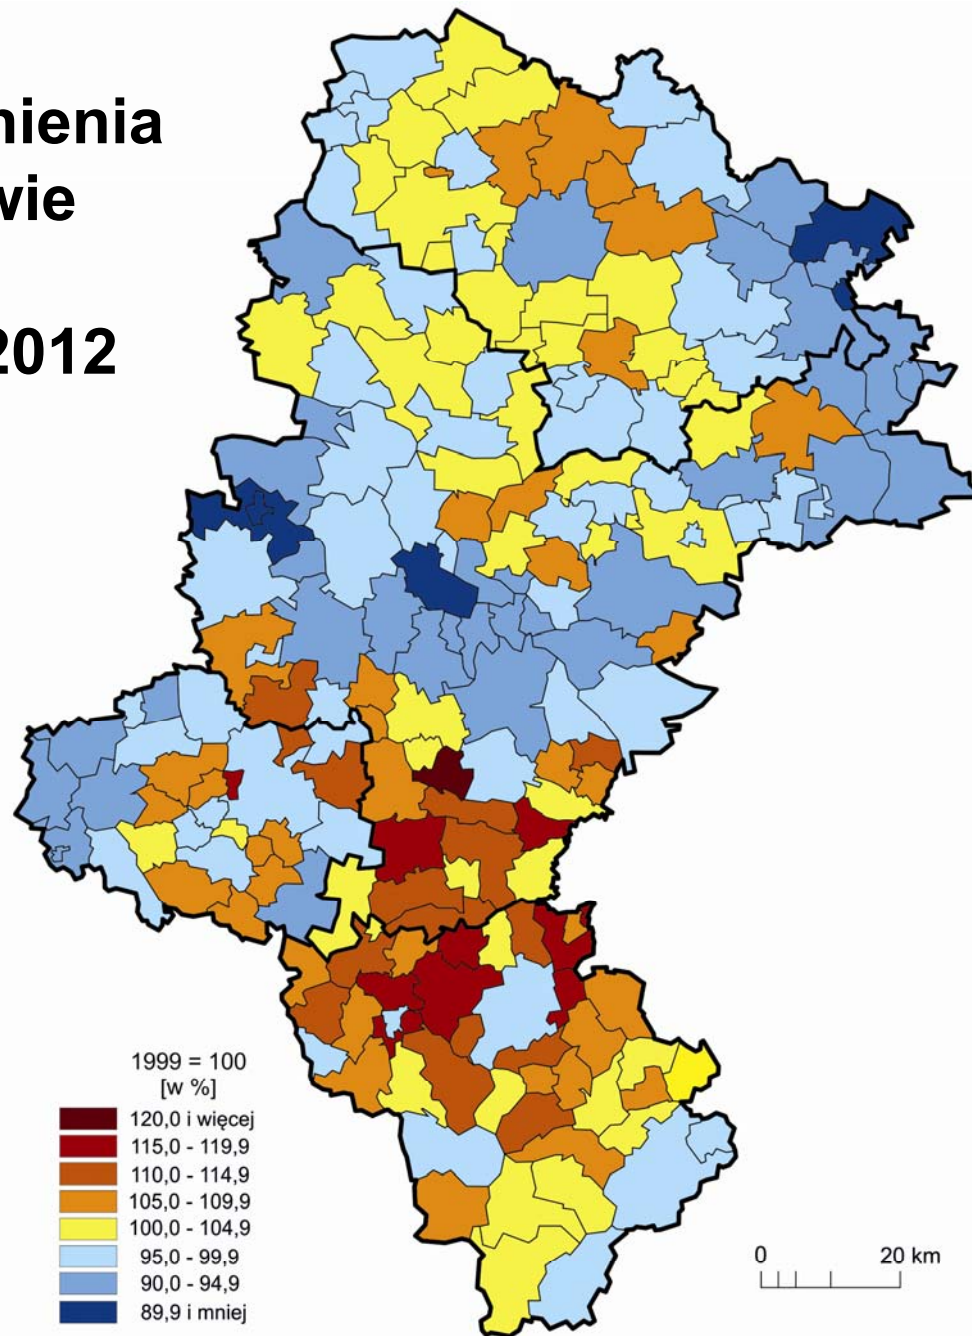 mienia
wie
2012
1999 = 100
[w %]
120,0 i więcej
115,0 - 119,9
110,0 - 114,9
105,0 - 109,9
100,0 - 104,9
95,0 - 99,9
90,0 - 94,9
89,9 i mniej
0 20 km